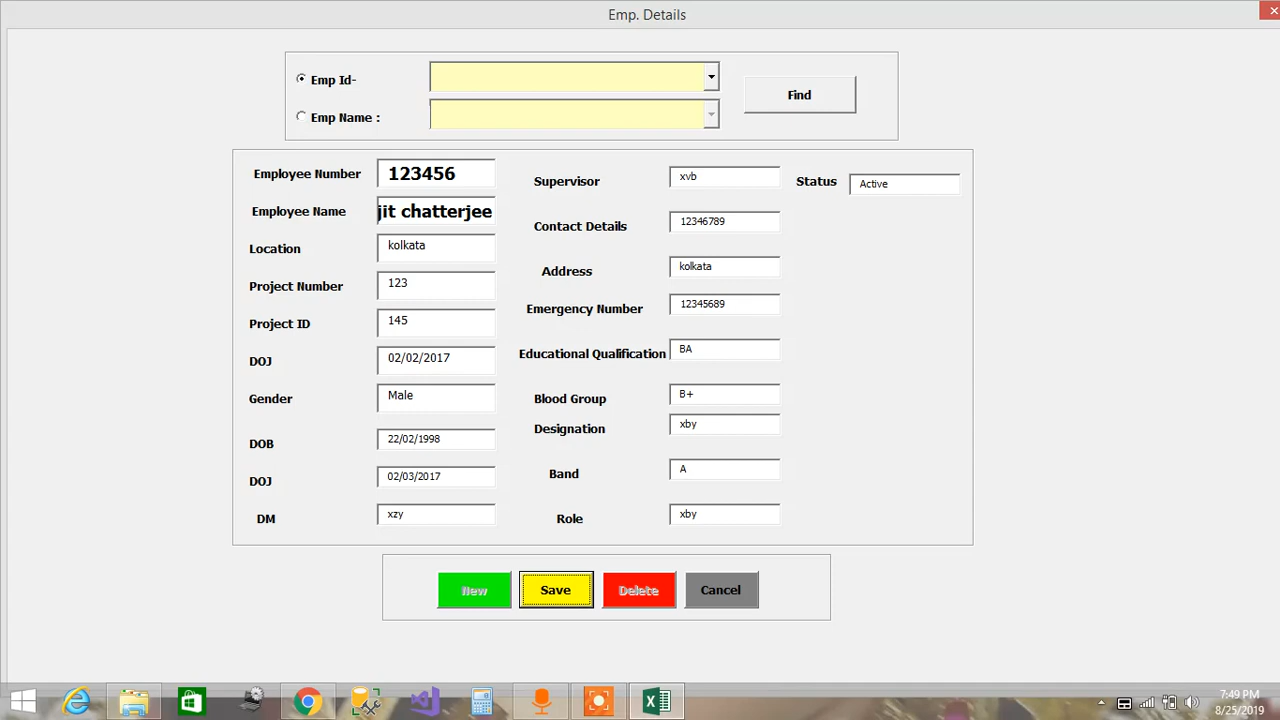 Emp. Details
Emp Id-
Find
Emp Name :
Employee Number 123456
Supervisor xvb
Status Active
Employee Name jit chatterjee
Contact Details 12346789
Location kolkata
Address kolkata
Project Number 123
Emergency Number 12345689
Project ID 145
Educational Qualification BA
DOJ 02/02/2017
Gender Male
Blood Group B+
Designation xby
DOB 22/02/1998
Band A
DOJ 02/03/2017
DM xzy
Role xby
New Save Delete Cancel
7:49 PM
8/25/2019